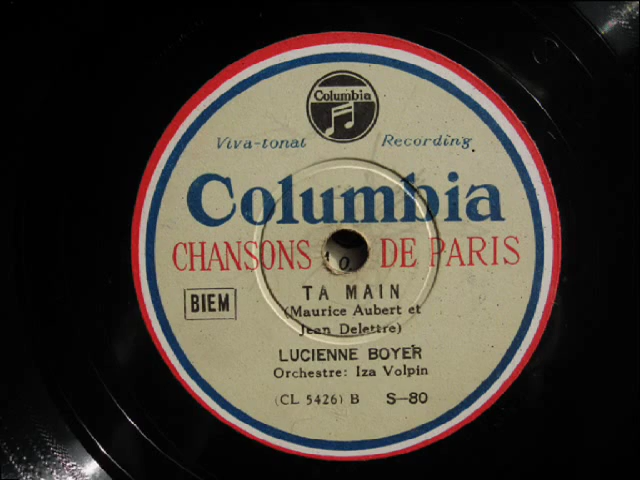 Columbia
Viva-tonal Recording
Columbia
CHANSONS DE PARIS
TA MAIN
BIEM
(Maurice Aubert et
Jean Delettre)
LUCIENNE BOYER
Orchestre: Iza Volpin
(CL 5426) B S-80